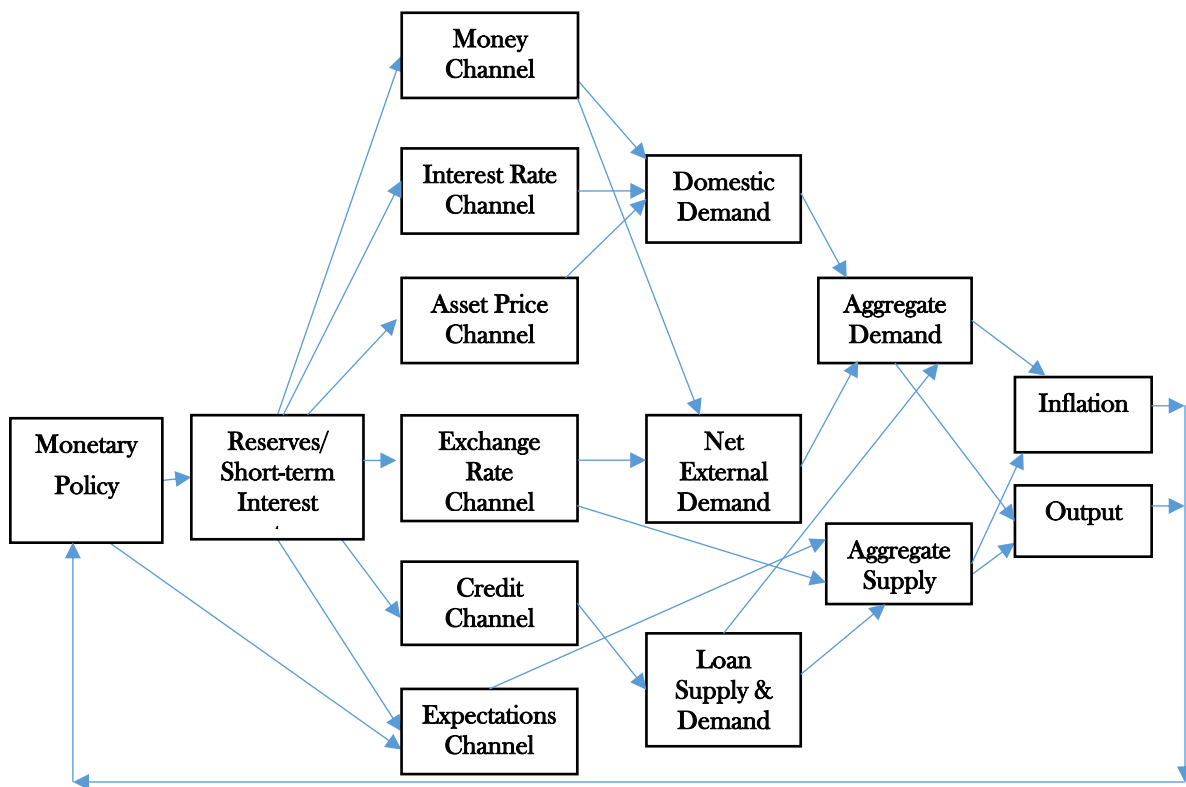 Money
Channel
Interest Rate
Channel
Domestic
Demand
Asset Price
Channel
Aggregate
Demand
Inflation
Monetary
Policy
Reserves/
Short-term
Interest
Exchange
Rate
Channel
Net
External
Demand
Output
Aggregate
Supply
Credit
Channel
Loan
Supply &
Demand
Expectations
Channel